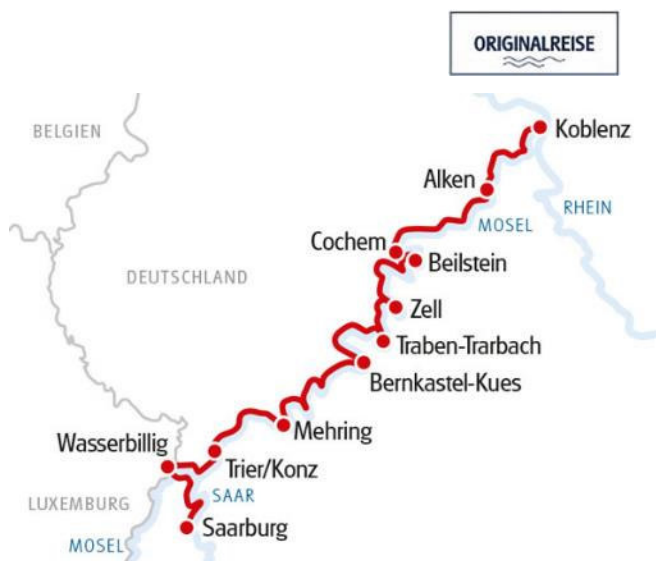 ORIGINALREISE
BELGIEN
Koblenz
Alken
MOSEL
RHEIN
Cochem
Beilstein
DEUTSCHLAND
Zell
Traben-Trarbach
Bernkastel-Kues
Mehring
Wasserbillig
Trier/Konz
LUXEMBURG
SAAR
Saarburg
MOSEL